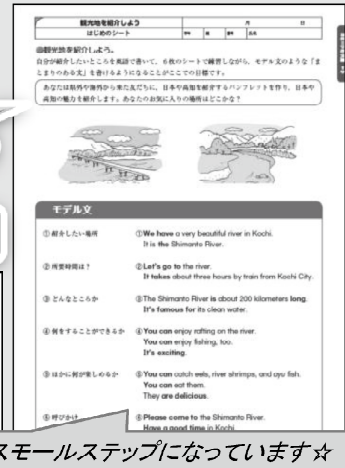 観光地を紹介しよう 月 日
はじめのシート
観光地を紹介しよう。
自分が紹介したいところを英語で書いて、6枚のシートで練習しながら、モデル文のような「ま
とまりのある文」を書けるようになることがここでの目標です。
あなたは県外や海外から来た友だちに、日本や高知を紹介するパンフレットを作り、日本や
高知の魅力を紹介します。あなたのお気に入りの場所はどこかな?
モデル文
① 紹介したい場所 ①We have a very beautiful river in Kochi.
It is the Shimanto River.
② 所要時間は? ②Let's go to the river.
It takes about three hours by train from Kochi City.
③ どんなところか ③The Shimanto River is about 200 kilometers long.
It's famous for its clean water.
④ 何をすることができるか ④You can enjoy rafting on the river.
You can enjoy fishing, too.
It's exciting.
⑤ ほかに何が楽しめるか ⑤You can catch eels, river shrimps, and ayu fish.
You can eat them.
They are delicious.
⑥ 呼びかけ ⑥Please come to the Shimanto River.
Have a good time in Kochi.
スモールステップになっています☆